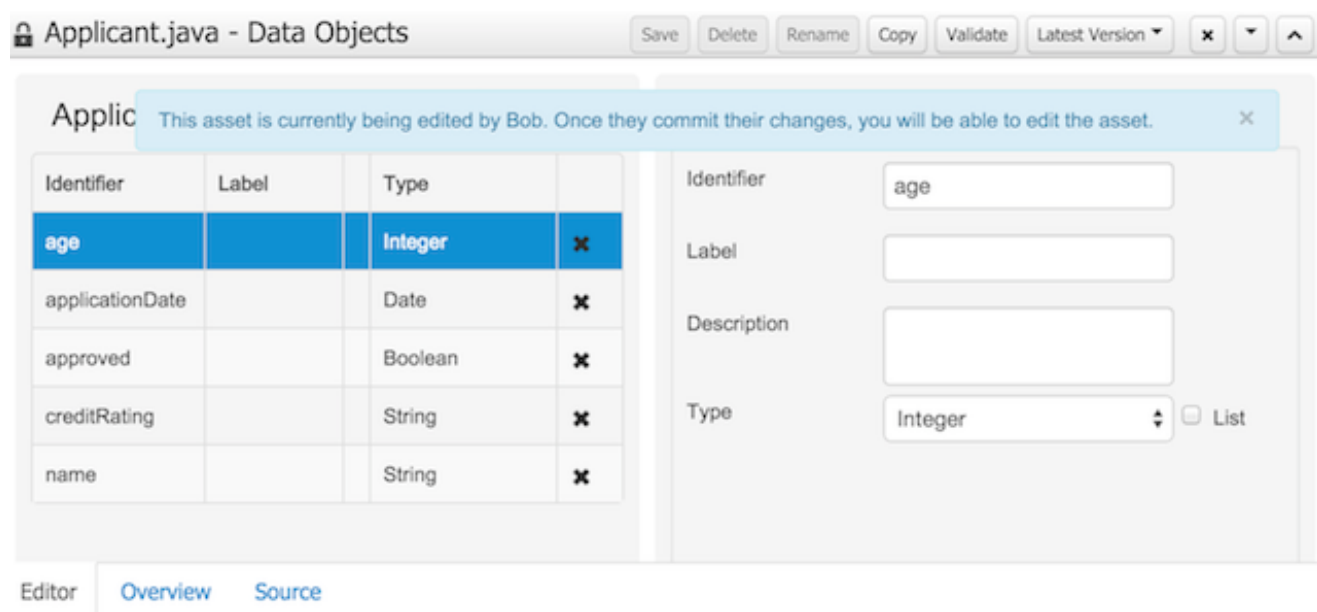 Applicant.java - Data Objects
Save Delete Rename Copy Validate Latest Version
Applic
This asset is currently being edited by Bob. Once they commit their changes, you will be able to edit the asset.
Identifier Label Type
age Integer
applicationDate Date
approved Boolean
creditRating String
name String
Identifier age
Label
Description
Type Integer List
Editor Overview Source